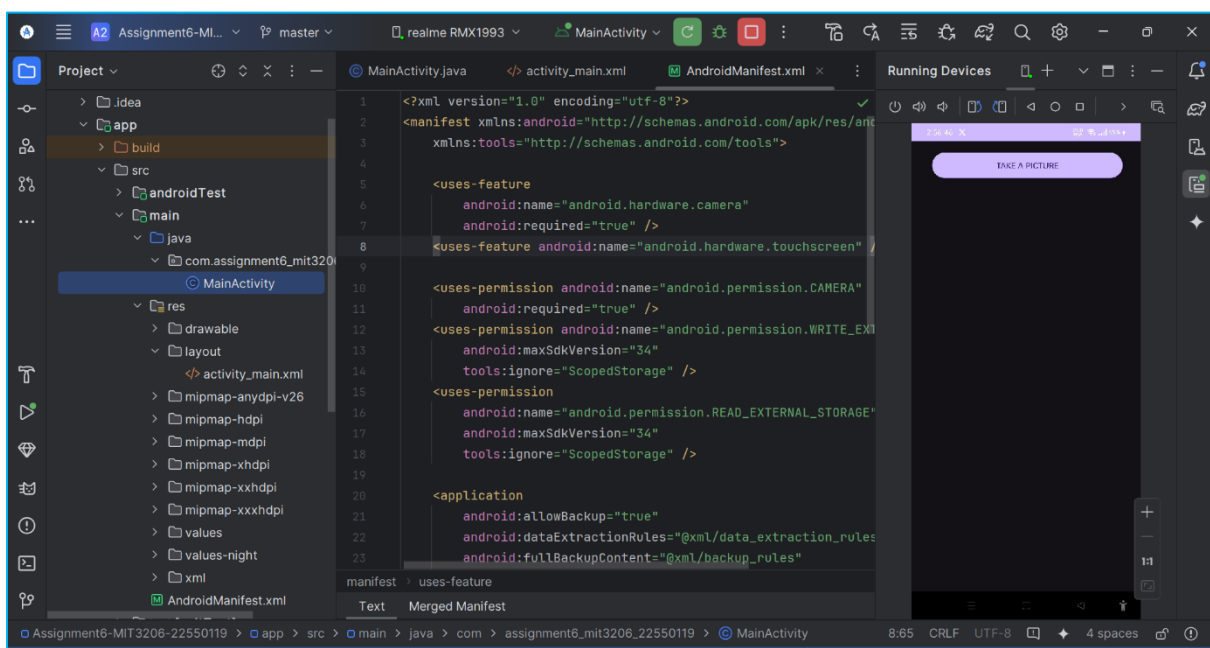 A2 Assignment6-MI... master realme RMX1993 MainActivity
Project
.idea
app
build
src
androidTest
main
java
com.assignment6_mit320
MainActivity
res
drawable
layout
activity_main.xml
mipmap-anydpi-v26
mipmap-hdpi
mipmap-mdpi
mipmap-xhdpi
mipmap-xxhdpi
mipmap-xxxhdpi
values
values-night
xml
AndroidManifest.xml
MainActivity.java activity_main.xml AndroidManifest.xml
1 <?xml version="1.0" encoding="utf-8"?>
2 <manifest xmlns:android="http://schemas.android.com/apk/res/and
3 xmlns:tools="http://schemas.android.com/tools">
4
5 <uses-feature
6 android:name="android.hardware.camera"
7 android:required="true" />
8 <uses-feature android:name="android.hardware.touchscreen" /
9
10 <uses-permission android:name="android.permission.CAMERA"
11 android:required="true" />
12 <uses-permission android:name="android.permission.WRITE_EXT
13 android:maxSdkVersion="34"
14 tools:ignore="ScopedStorage" />
15 <uses-permission
16 android:name="android.permission.READ_EXTERNAL_STORAGE"
17 android:maxSdkVersion="34"
18 tools:ignore="ScopedStorage" />
19
20 <application
21 android:allowBackup="true"
22 android:dataExtractionRules="@xml/data_extraction_rules
23 android:fullBackupContent="@xml/backup_rules"
manifest > uses-feature
Text Merged Manifest
Running Devices
TAKE A PICTURE
1:1
Assignment6-MIT3206-22550119 > app > src > main > java > com > assignment6_mit3206_22550119 > MainActivity 8:65 CRLF UTF-8 4 spaces